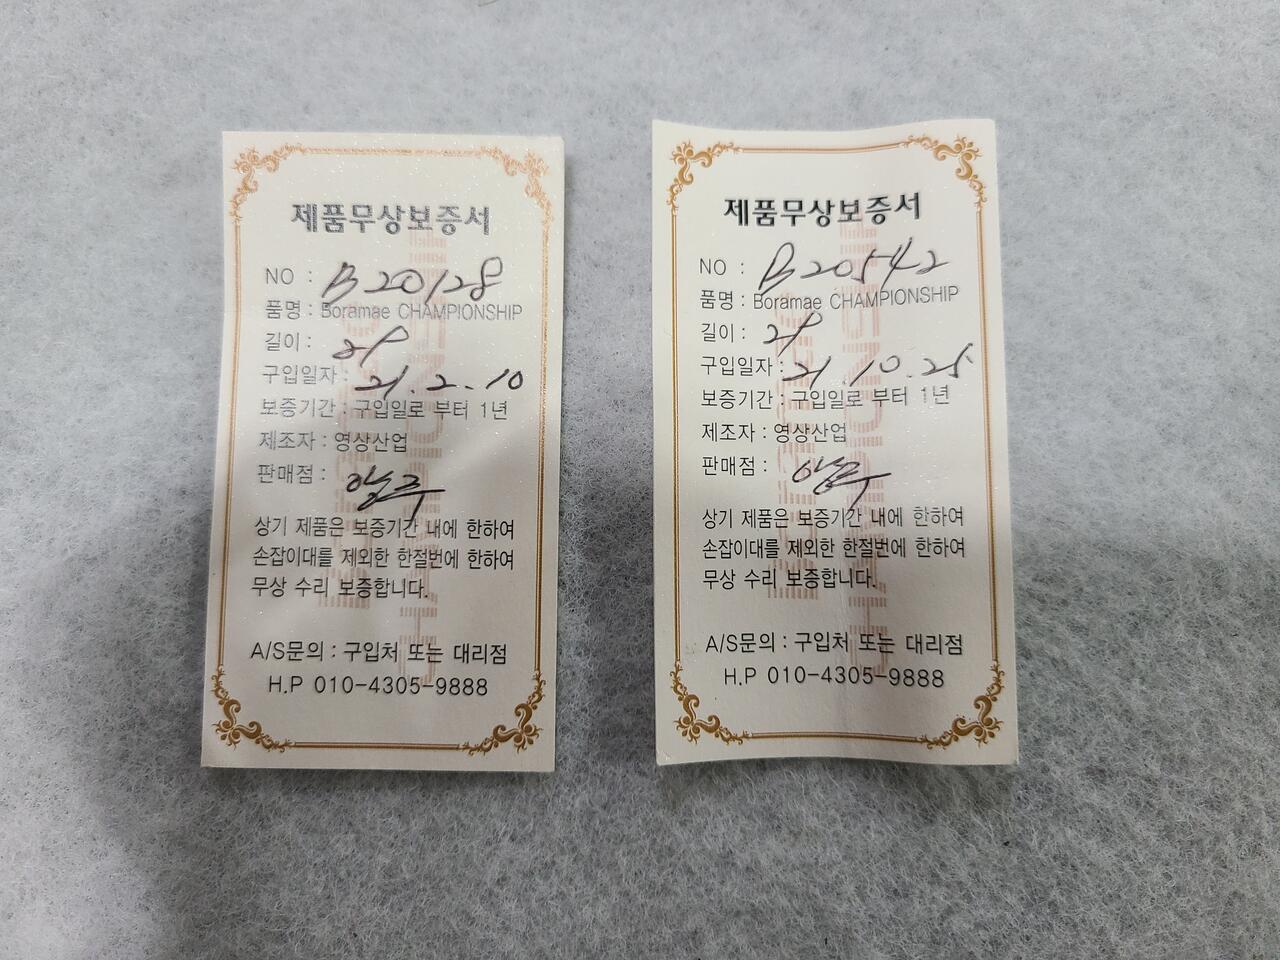 제품무상보증서
NO : B20128
품명 : Boramae CHAMPIONSHIP
길이 :
구입일자 : 21. 2. 10
보증기간 : 구입일로 부터 1년
제조자 : 영상산업
판매점 :
상기 제품은 보증기간 내에 한하여
손잡이대를 제외한 한절번에 한하여
무상 수리 보증합니다.
A/S문의 : 구입처 또는 대리점
H.P 010-4305-9888
제품무상보증서
NO : B20542
품명 : Boramae CHAMPIONSHIP
길이 :
구입일자 : 21. 10. 25
보증기간 : 구입일로 부터 1년
제조자 : 영상산업
판매점 :
상기 제품은 보증기간 내에 한하여
손잡이대를 제외한 한절번에 한하여
무상 수리 보증합니다.
A/S문의 : 구입처 또는 대리점
H.P 010-4305-9888